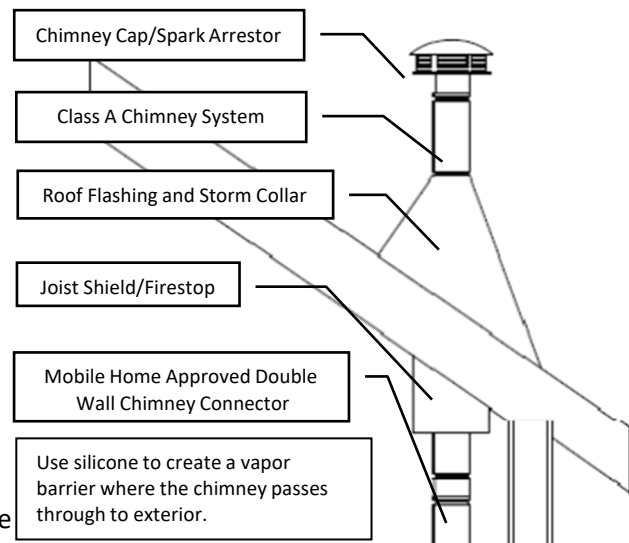 Chimney Cap/Spark Arrestor
Class A Chimney System
Roof Flashing and Storm Collar
Joist Shield/Firestop
Mobile Home Approved Double
Wall Chimney Connector
Use silicone to create a vapor
barrier where the chimney passes
through to exterior.
e